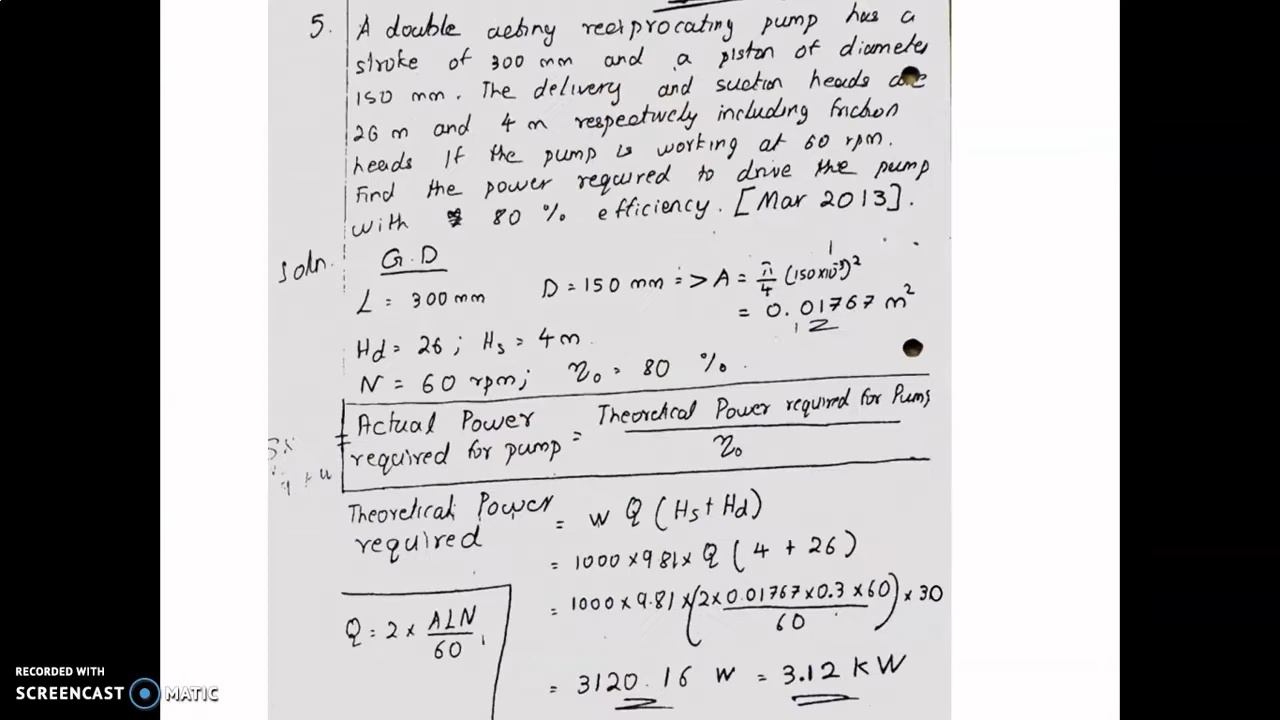 5. A double acting reciprocating pump has a
stroke of 300 mm and a piston of diameter
150 mm. The delivery and suction heads are
26 m and 4 m respectively including friction
heads If the pump is working at 60 rpm.
Find the power required to drive the pump
with 80 % efficiency. [Mar 2013].
Soln. G.D
L = 300 mm D = 150 mm => A = π/4 (150x10⁻³)²
= 0.01767 m²
Hd = 26 ; Hs = 4m
N = 60 rpm; η₀ = 80 %.
Actual Power required for pump = Theoretical Power required for Pump / η₀
Theoretical Power required = w Q (Hs + Hd)
= 1000 x 9.81 x Q (4 + 26)
= 1000 x 9.81 x (2 x 0.01767 x 0.3 x 60 / 60) x 30
Q = 2 x ALN / 60
= 3120.16 W = 3.12 KW
RECORDED WITH
SCREENCAST MATIC